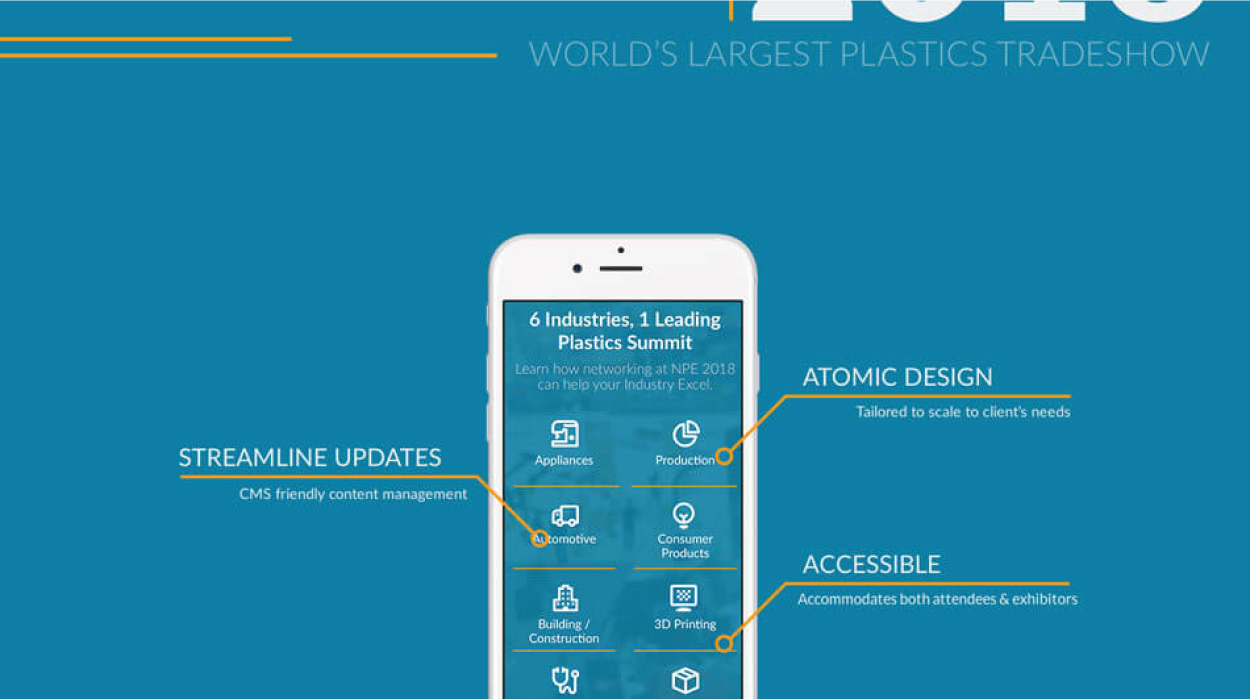 WORLD'S LARGEST PLASTICS TRADESHOW
6 Industries, 1 Leading
Plastics Summit
Learn how networking at NPE 2018
can help your Industry Excel.
ATOMIC DESIGN
Tailored to scale to client's needs
Appliances
Production
STREAMLINE UPDATES
CMS friendly content management
Automotive
Consumer
Products
ACCESSIBLE
Accommodates both attendees & exhibitors
Building /
Construction
3D Printing